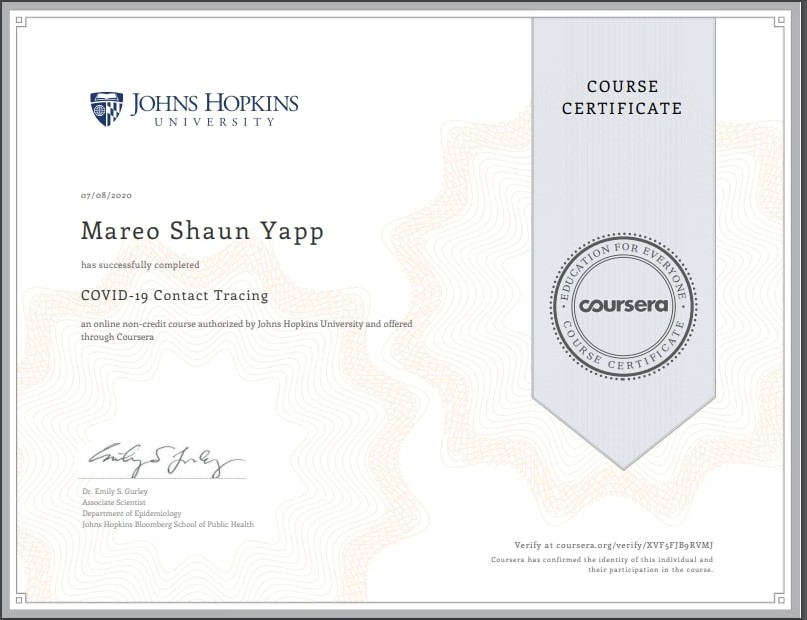 JOHNS HOPKINS
UNIVERSITY
COURSE
CERTIFICATE
07/08/2020
Mareo Shaun Yapp
has successfully completed
COVID-19 Contact Tracing
an online non-credit course authorized by Johns Hopkins University and offered
through Coursera
EDUCATION FOR EVERYONE
coursera
COURSE CERTIFICATE
Emily S Gurley
Dr. Emily S. Gurley
Associate Scientist
Department of Epidemiology
Johns Hopkins Bloomberg School of Public Health
Verify at coursera.org/verify/XVF5FJB9RVMJ
Coursera has confirmed the identity of this individual and
their participation in the course.